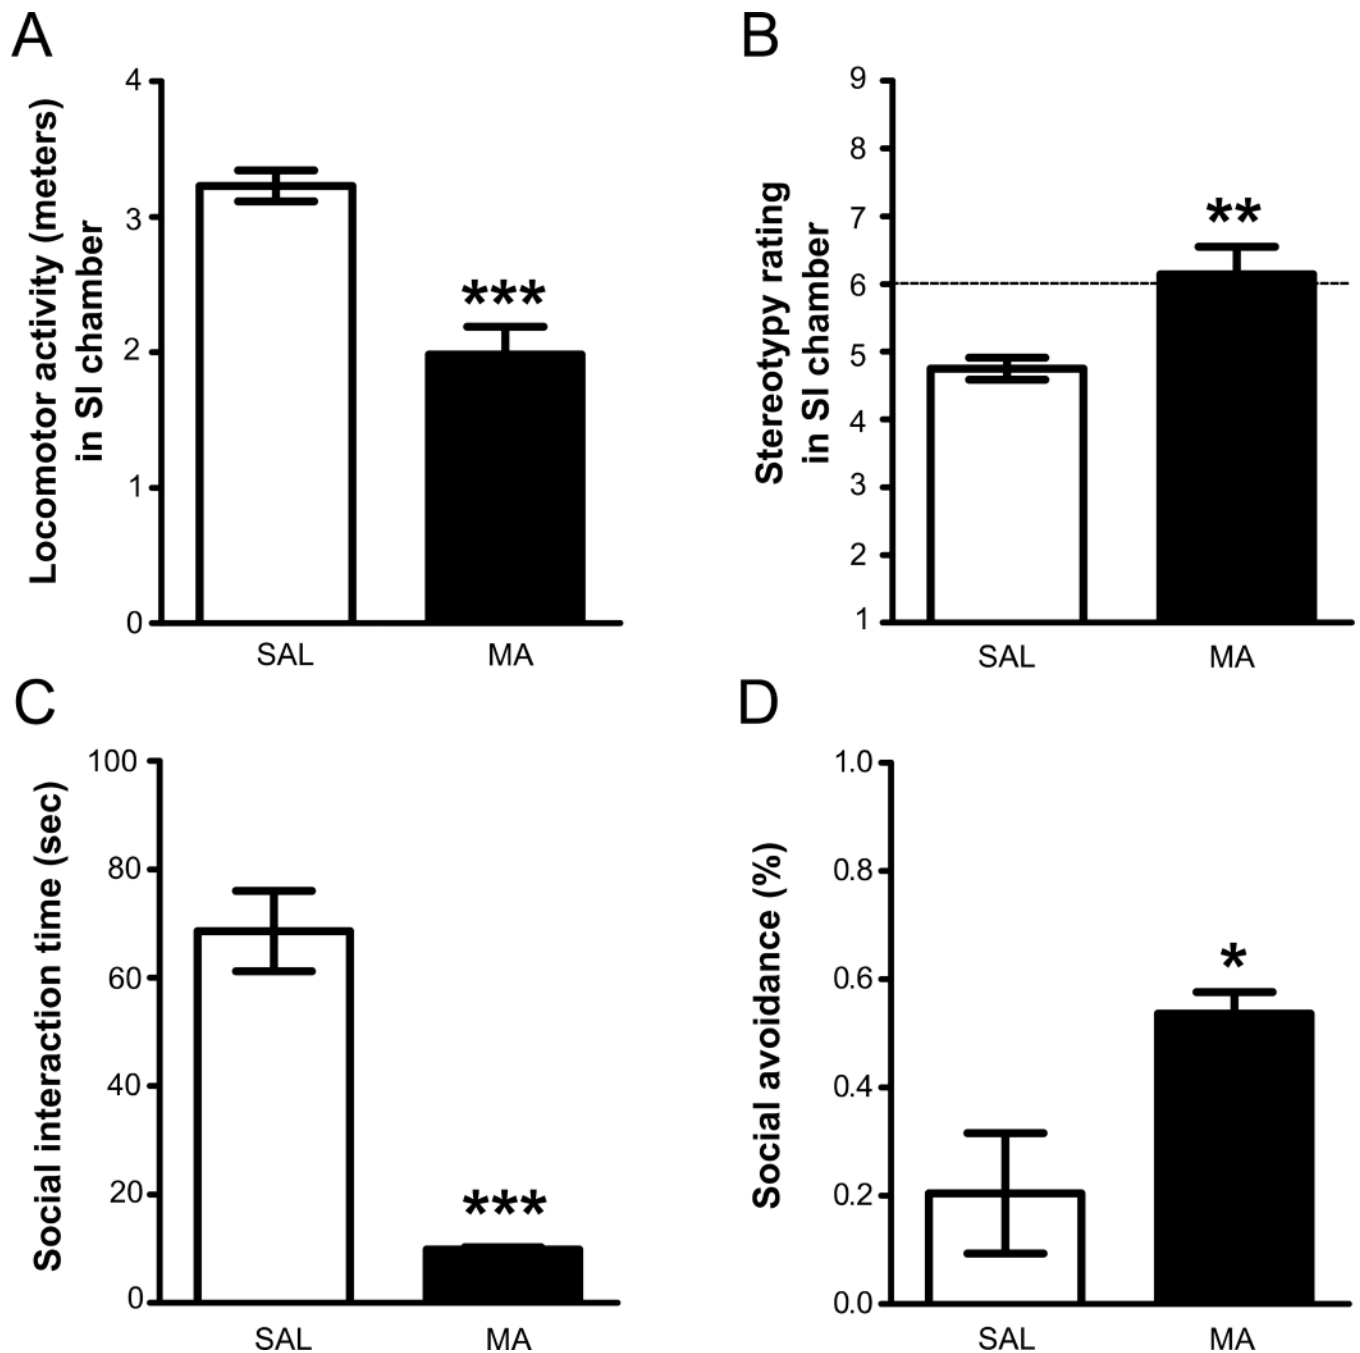 A
Locomotor activity (meters)
in SI chamber
4
3
2
1
0
***
SAL
MA
B
Stereotypy rating
in SI chamber
9
8
7
6
5
4
3
2
1
**
SAL
MA
C
Social interaction time (sec)
100
80
60
40
20
0
***
SAL
MA
D
Social avoidance (%)
1.0
0.8
0.6
0.4
0.2
0.0
*
SAL
MA